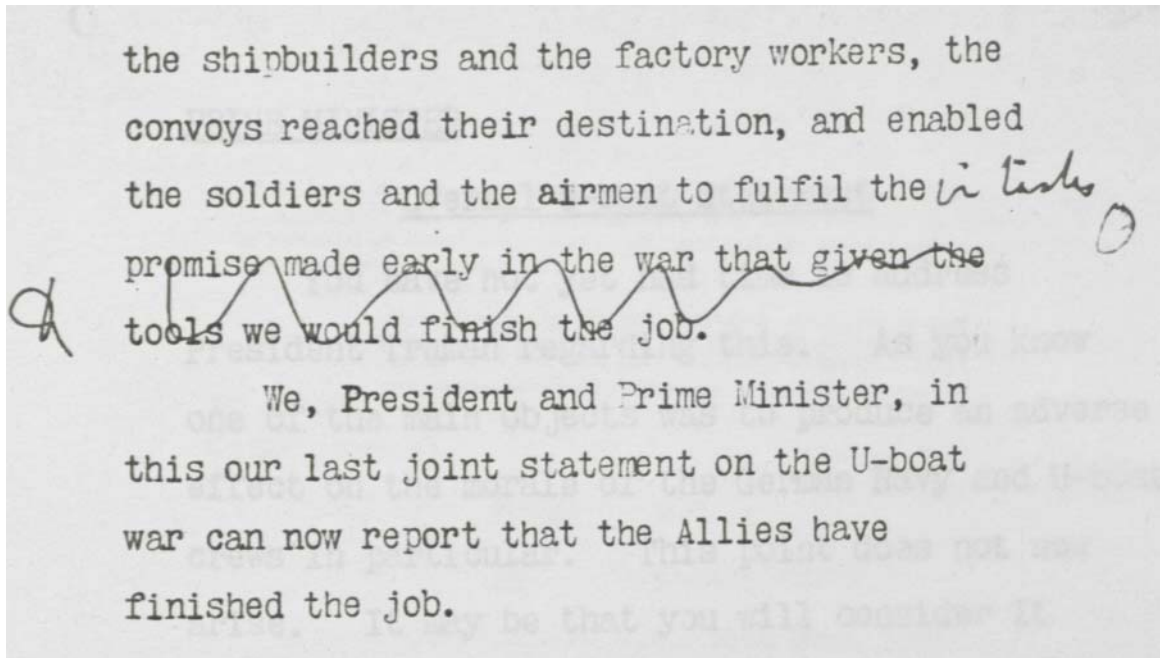 the shipbuilders and the factory workers, the
convoys reached their destination, and enabled
the soldiers and the airmen to fulfil their tasks
promise made early in the war that given the
tools we would finish the job.
We, President and Prime Minister, in
this our last joint statement on the U-boat
war can now report that the Allies have
finished the job.